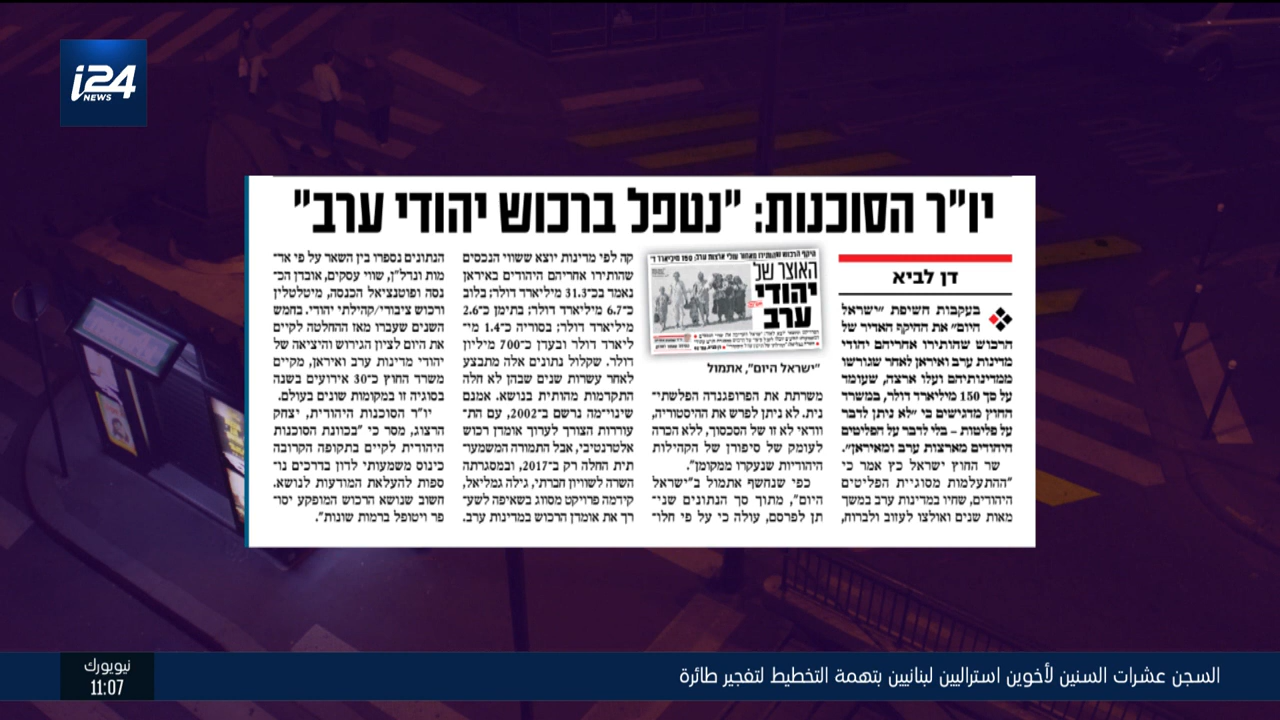 i24
NEWS
יו"ר הסוכנות: "נטפל ברכוש יהודי ערב"
דן לביא
בעקבות חשיפת "ישראל
היום" את ההיקף האדיר של
הרכוש שהותירו אחריהם יהודי
מדינות ערב ואיראן לאחר שגורשו
ממדינותיהם ועלו ארצה, שעומד
על סך 150 מיליארד דולר, במשרד
החוץ מדגישים כי "לא ניתן לדבר
על פליטות - בלי לדבר על הפליטים
היהודים מארצות ערב ומאיראן".
שר החוץ ישראל כץ אמר כי
"ההתעלמות מסוגיית הפליטים
היהודים, שחיו במדינות ערב במשך
מאות שנים ואולצו לעזוב ולברוח,
האוצר של
יהודי
ערב
"ישראל היום", אתמול
משרתת את הפרופגנדה הפלשתי־
נית. לא ניתן לפרש את ההיסטוריה,
וודאי לא זו של הסכסוך, ללא הכרה
לעומק של סיפורן של הקהילות
היהודיות שנעקרו ממקומן".
כפי שנחשף אתמול ב"ישראל
היום", מתוך סך הנתונים שני־
תן לפרסם, עולה כי על פי חלו־
קה לפי מדינות יוצא ששווי הנכסים
שהותירו אחריהם היהודים באיראן
נאמד בכ־31.3 מיליארד דולר; בלוב
כ־6.7 מיליארד דולר; בתימן כ־2.6
מיליארד דולר; בסוריה כ־1.4 מי־
ליארד דולר ובעדן כ־700 מיליון
דולר. שקלול נתונים אלה מתבצע
לאחר עשרות שנים שבהן לא חלה
התקדמות מהותית בנושא. אמנם
שינוי־מה נרשם ב־2002, עם הת־
עוררות הצורך לערוך אומדן רכוש
אלטרנטיבי, אבל התמורה המשמעו־
תית החלה רק ב־2017, ובמסגרתה
השרה לשוויון חברתי, גילה גמליאל,
קידמה פרויקט מסווג בשאיפה לשע־
רך את אומדן הרכוש במדינות ערב.
הנתונים נספרו בין השאר על פי אד־
מות ונדל"ן, שווי עסקים, אובדן הכ־
נסה ופוטנציאל הכנסה, מיטלטלין
ורכוש ציבורי/קהילתי יהודי. בחמש
השנים שעברו מאז ההחלטה לקיים
את היום לציון הגירוש והיציאה של
יהודי מדינות ערב ואיראן, מקיים
משרד החוץ כ־30 אירועים בשנה
בסוגיה זו במקומות שונים בעולם.
יו"ר הסוכנות היהודית, יצחק
הרצוג, מסר כי "בכוונת הסוכנות
היהודית לקיים בתקופה הקרובה
כינוס משמעותי לדון בדרכים נו־
ספות להעלאת המודעות לנושא.
חשוב שנושא הרכוש המופקע יסו־
פר ויטופל ברמות שונות".
السجن عشرات السنين لأخوين استراليين لبنانيين بتهمة التخطيط لتفجير طائرة
نيويورك
11:07